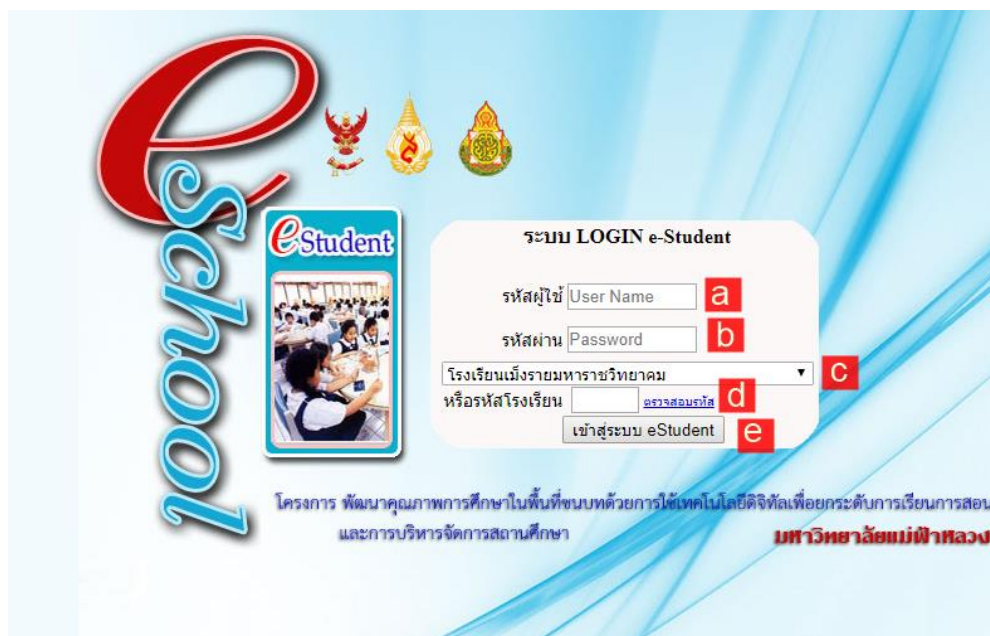 eSchool
eStudent
ระบบ LOGIN e-Student
รหัสผู้ใช้ User Name a
รหัสผ่าน Password b
โรงเรียนเม็งรายมหาราชวิทยาคม c
หรือรหัสโรงเรียน ตรวจสอบรหัส d
เข้าสู่ระบบ eStudent e
โครงการ พัฒนาคุณภาพการศึกษาในพื้นที่ชนบทด้วยการใช้เทคโนโลยีดิจิทัลเพื่อยกระดับการเรียนการสอน
และการบริหารจัดการสถานศึกษา มหาวิทยาลัยแม่ฟ้าหลวง